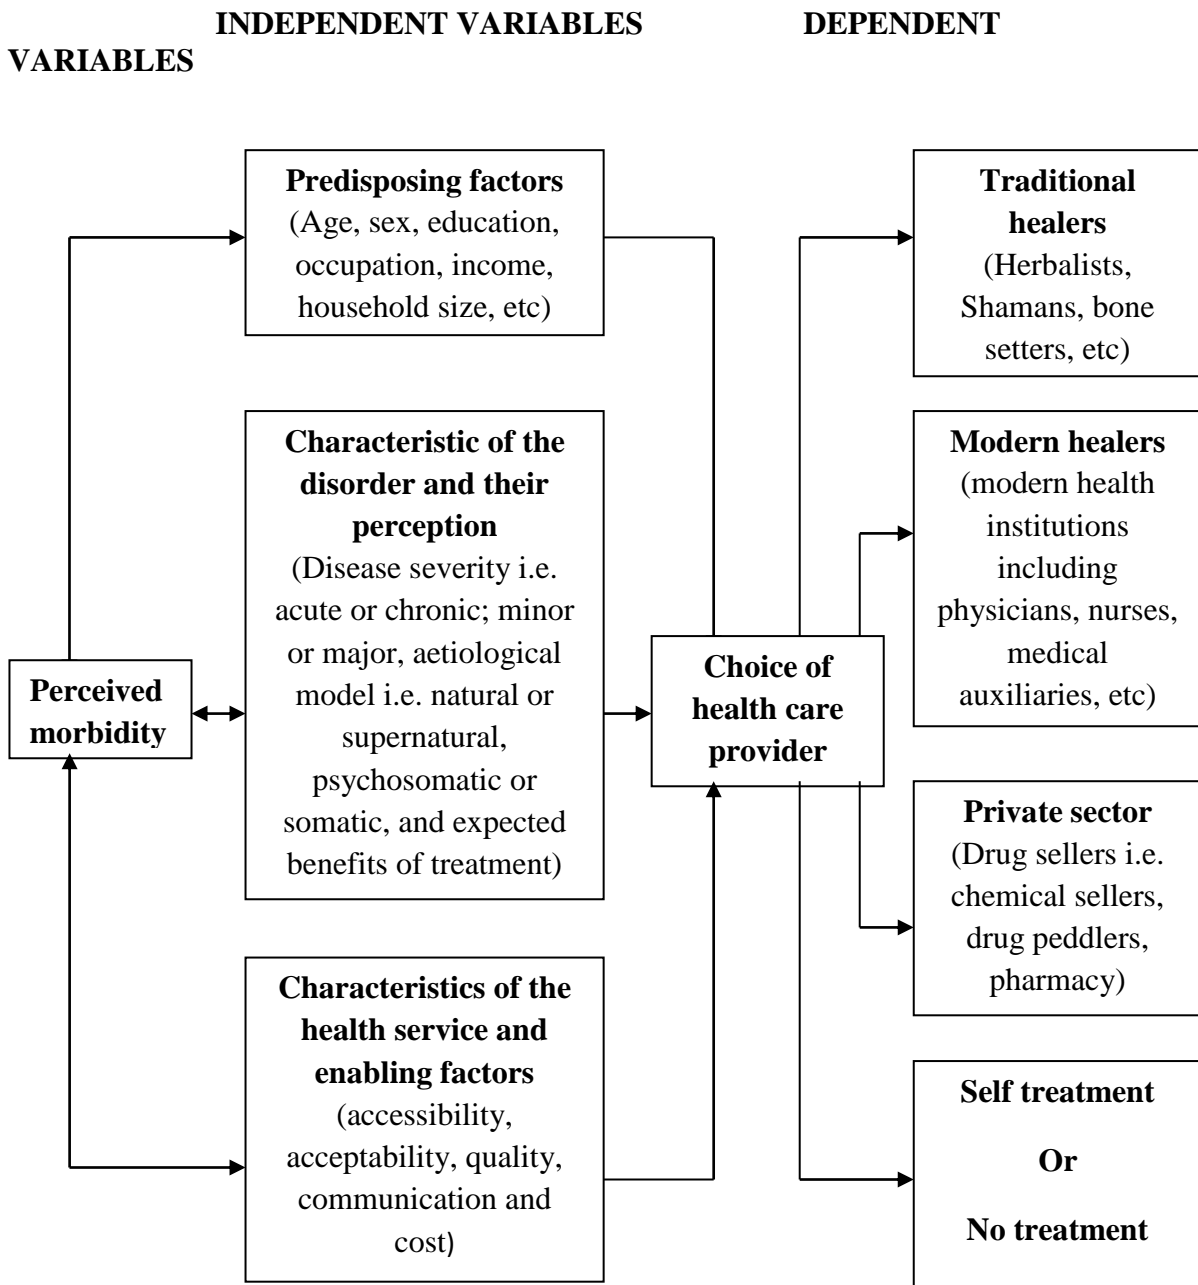 INDEPENDENT VARIABLES DEPENDENT
VARIABLES
Predisposing factors
(Age, sex, education,
occupation, income,
household size, etc)
Characteristic of the
disorder and their
perception
(Disease severity i.e.
acute or chronic; minor
or major, aetiological
model i.e. natural or
supernatural,
psychosomatic or
somatic, and expected
benefits of treatment)
Perceived
morbidity
Characteristics of the
health service and
enabling factors
(accessibility,
acceptability, quality,
communication and
cost)
Choice of
health care
provider
Traditional
healers
(Herbalists,
Shamans, bone
setters, etc)
Modern healers
(modern health
institutions
including
physicians, nurses,
medical
auxiliaries, etc)
Private sector
(Drug sellers i.e.
chemical sellers,
drug peddlers,
pharmacy)
Self treatment
Or
No treatment